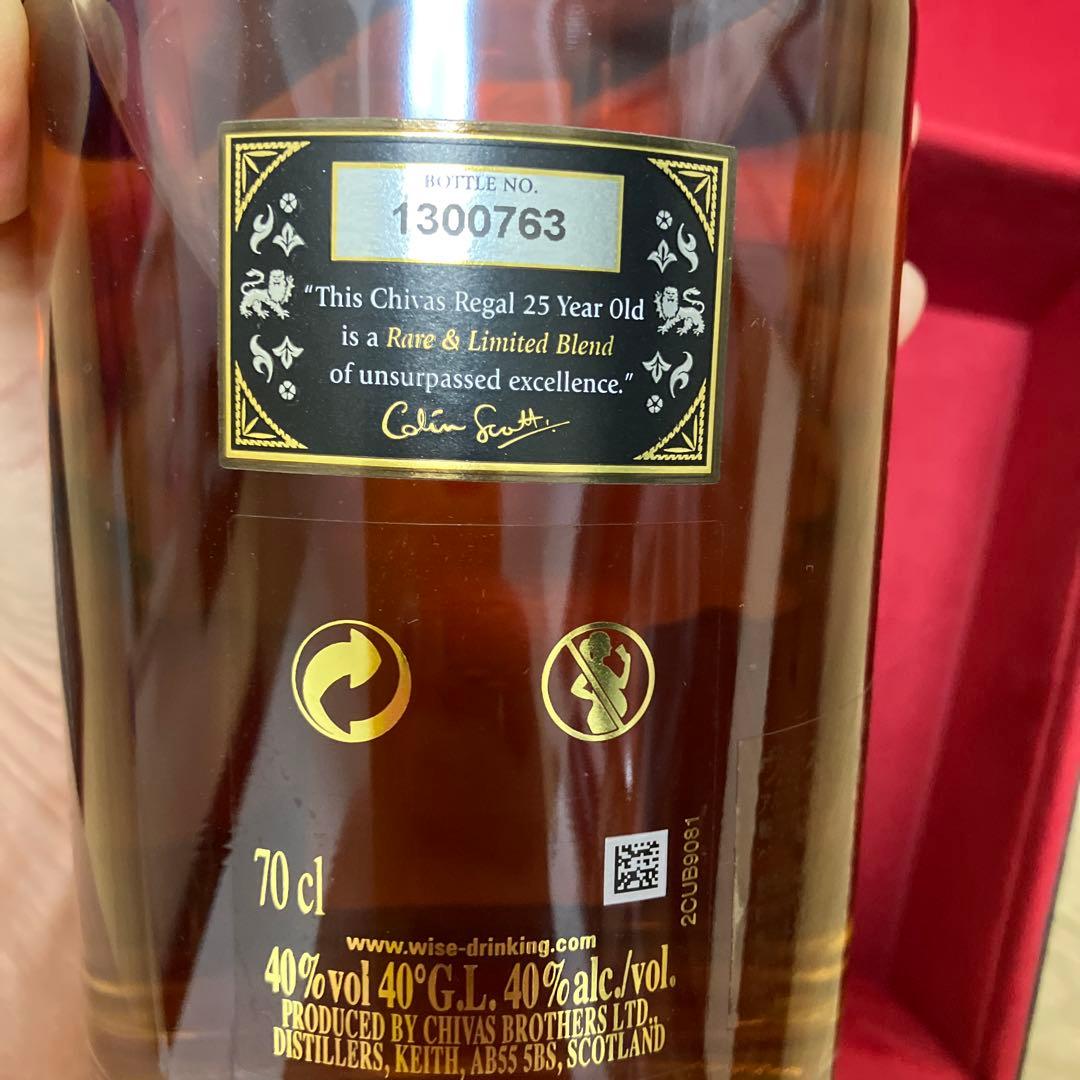 BOTTLE NO.
1300763
“This Chivas Regal 25 Year Old
is a Rare & Limited Blend
of unsurpassed excellence.”
Colin Scott.
70 cl
2CUB9081
www.wise-drinking.com
40%vol 40°G.L. 40%alc./vol.
PRODUCED BY CHIVAS BROTHERS LTD.,
DISTILLERS, KEITH, AB55 5BS, SCOTLAND